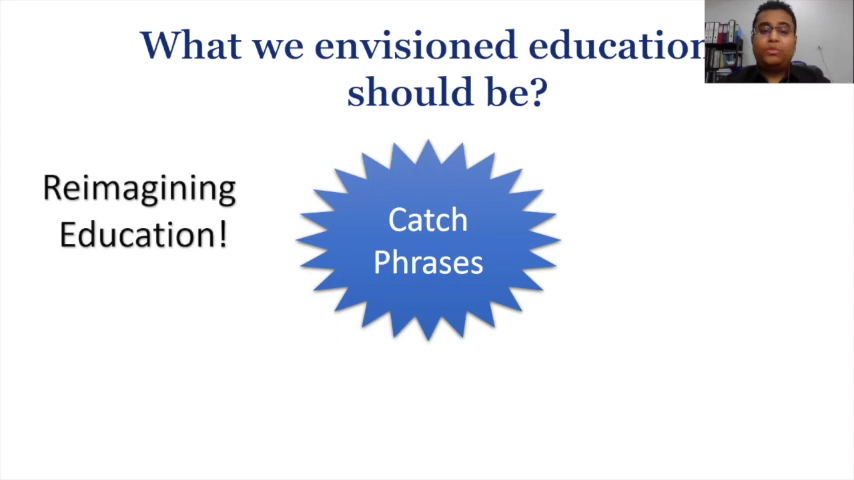 What we envisioned education
should be?
Reimagining
Education!
Catch
Phrases